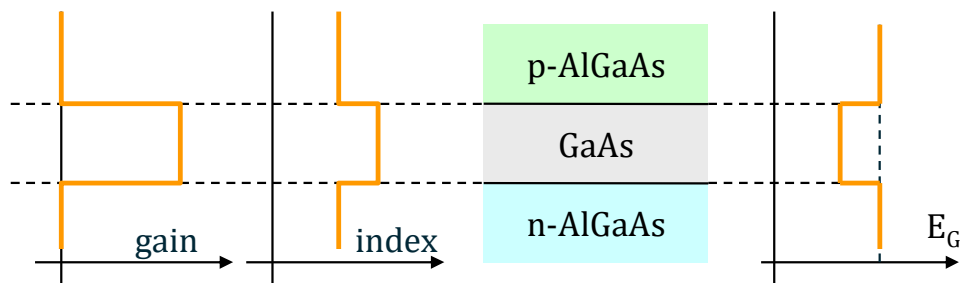 p-AlGaAs
GaAs
n-AlGaAs
gain
index
E_G